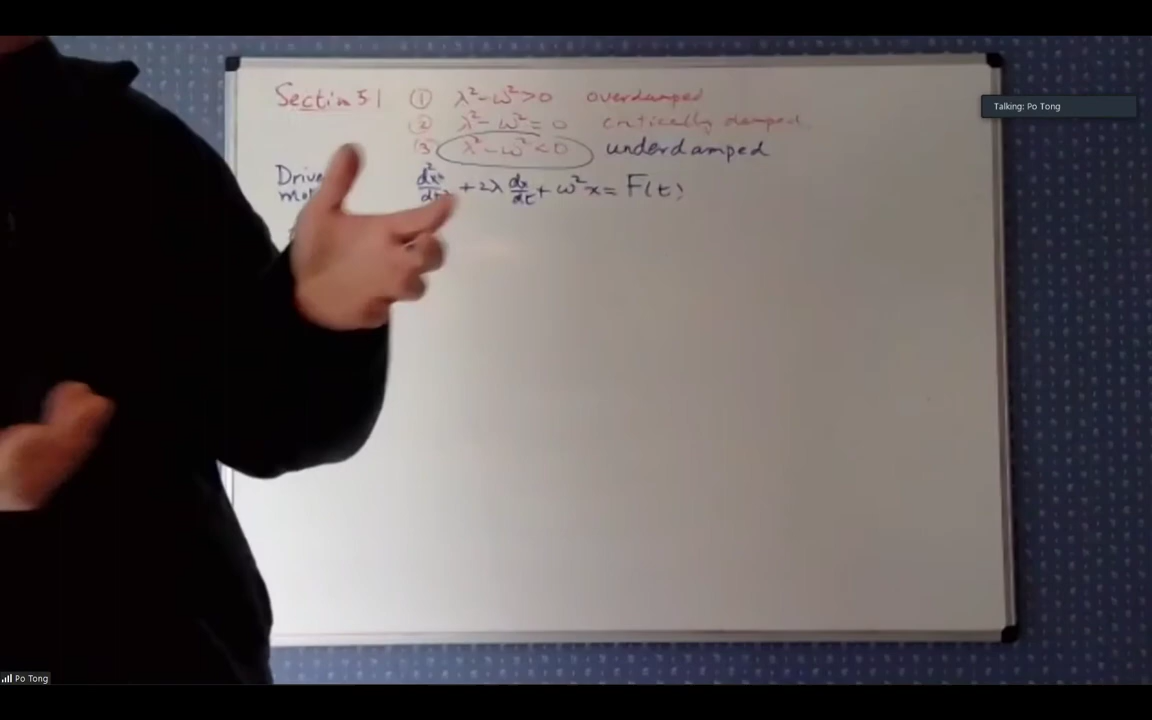 Section 5.1 ① λ²-ω²>0 overdamped
② λ²-ω²=0 critically damped
③ λ²-ω²<0 underdamped
d²x/dt² + 2λ dx/dt + ω²x = F(t)
Talking: Po Tong
Po Tong